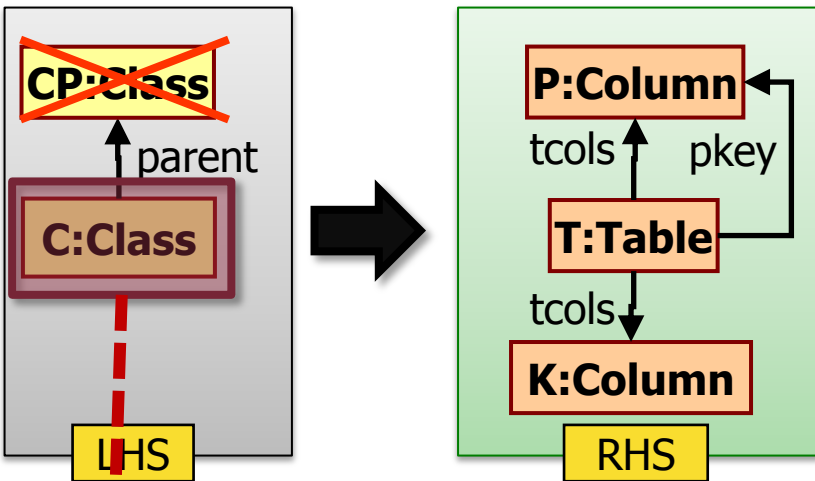 CP:Class
parent
C:Class
LHS
P:Column
tcols
pkey
T:Table
tcols
K:Column
RHS